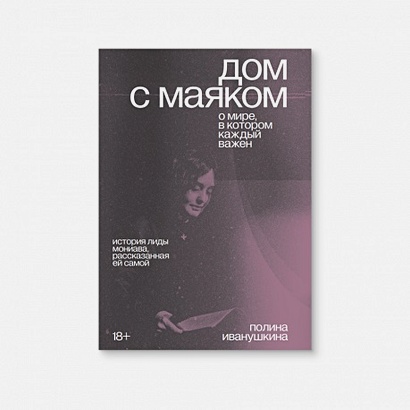 дом
с маяком
о мире,
в котором
каждый
важен
история лиды
мониава,
рассказанная
ей самой
полина
иванушкина
18+